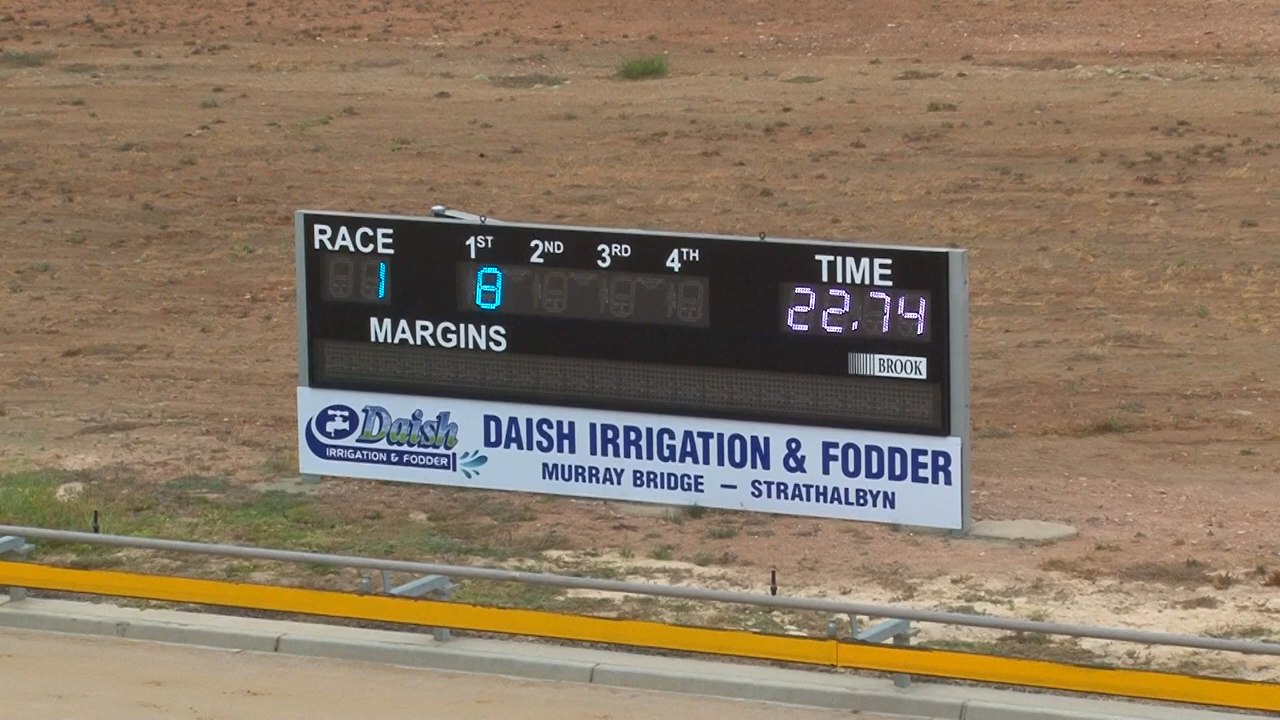 RACE 1ST 2ND 3RD 4TH TIME
1 8 22.74
MARGINS
BROOK
Daish
IRRIGATION & FODDER
DAISH IRRIGATION & FODDER
MURRAY BRIDGE – STRATHALBYN